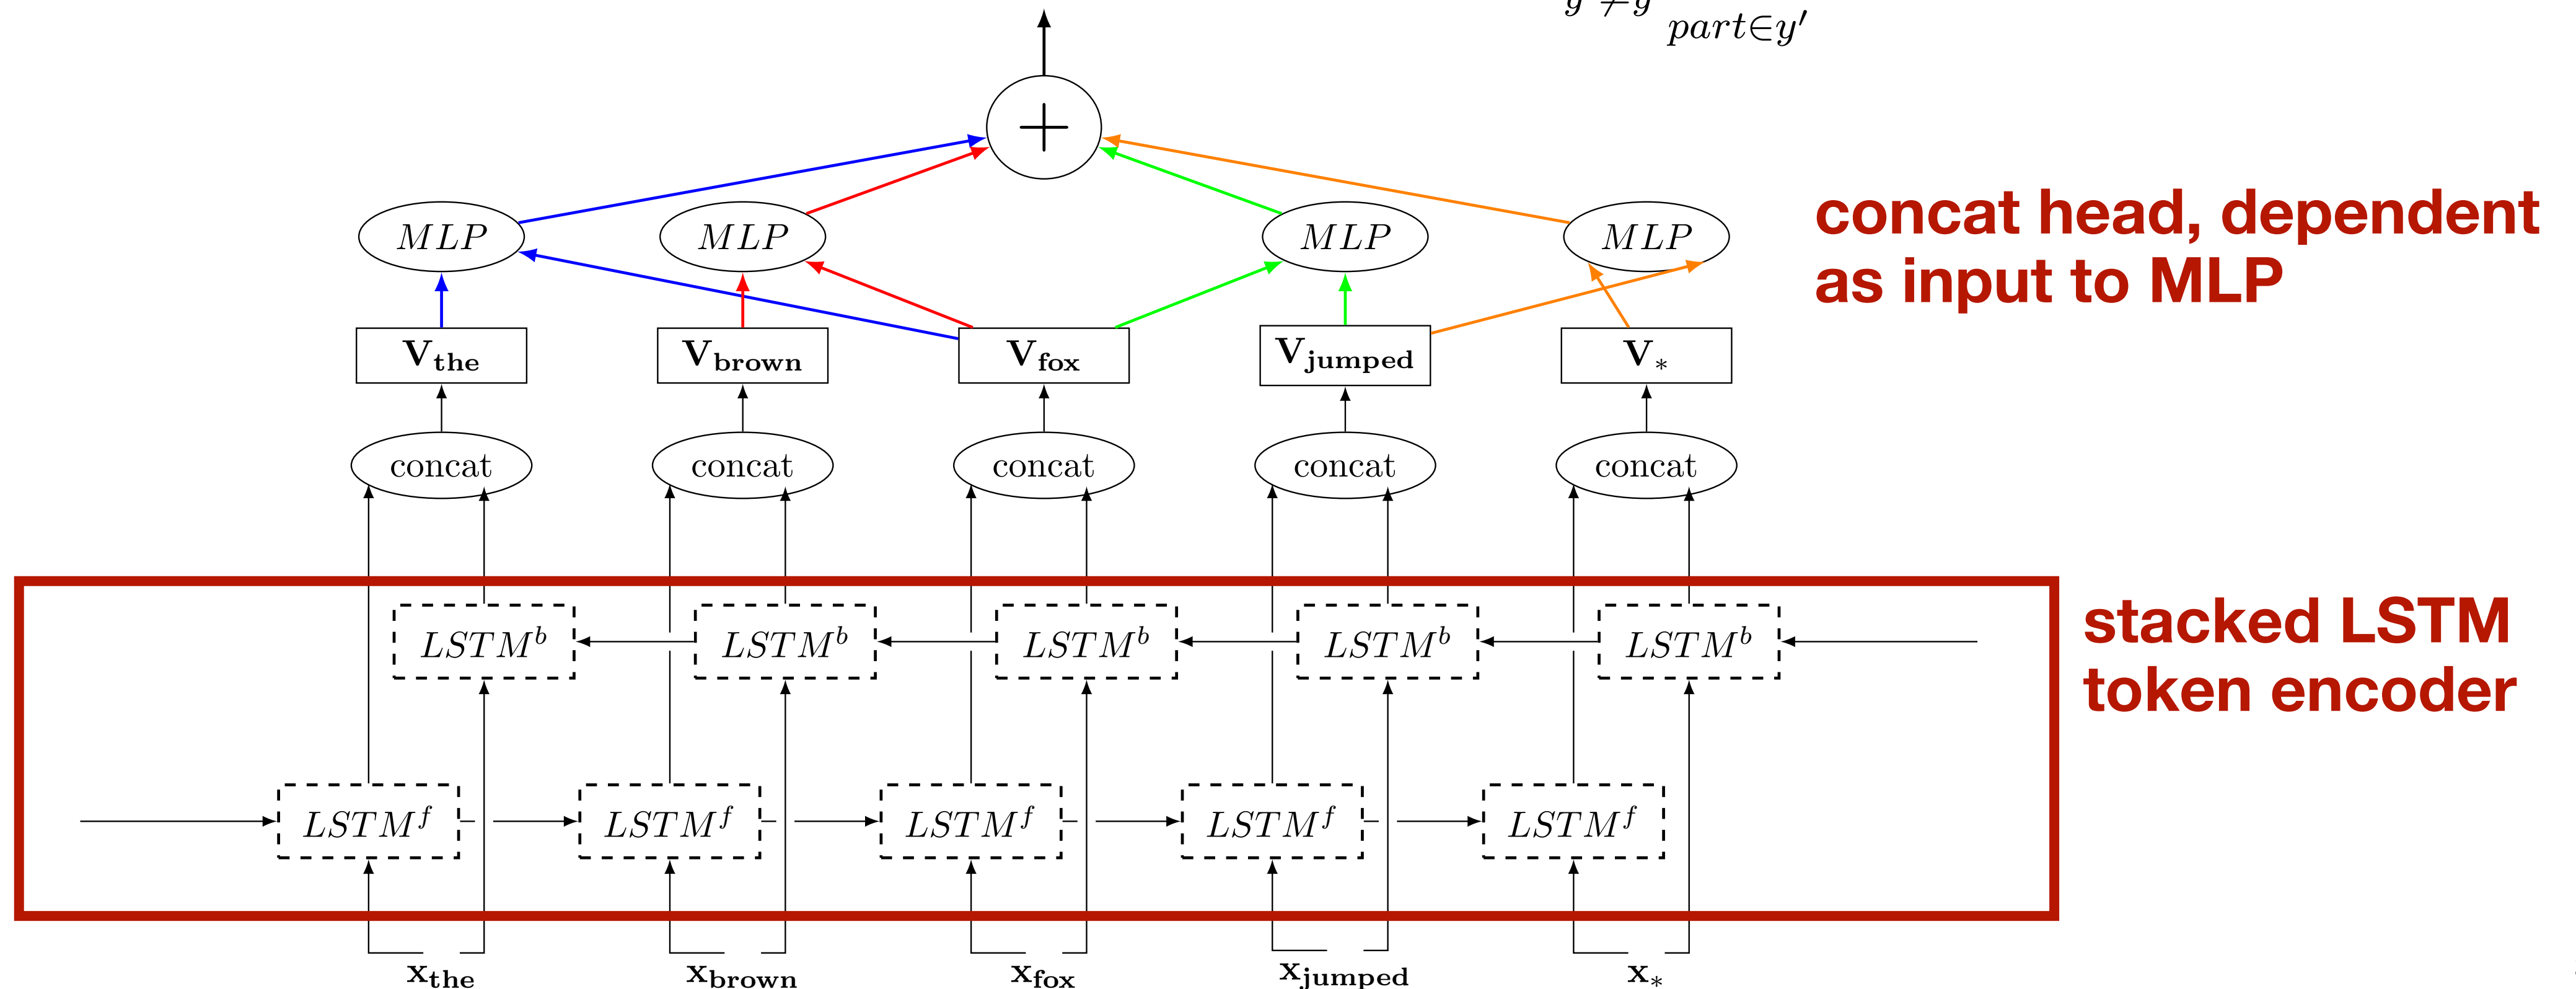 y′≠y
part∈y′
+
MLP MLP MLP MLP
concat head, dependent
as input to MLP
V_the V_brown V_fox V_jumped V_*
concat concat concat concat concat
LSTM^b LSTM^b LSTM^b LSTM^b LSTM^b
stacked LSTM
token encoder
LSTM^f LSTM^f LSTM^f LSTM^f LSTM^f
x_the x_brown x_fox x_jumped x_*